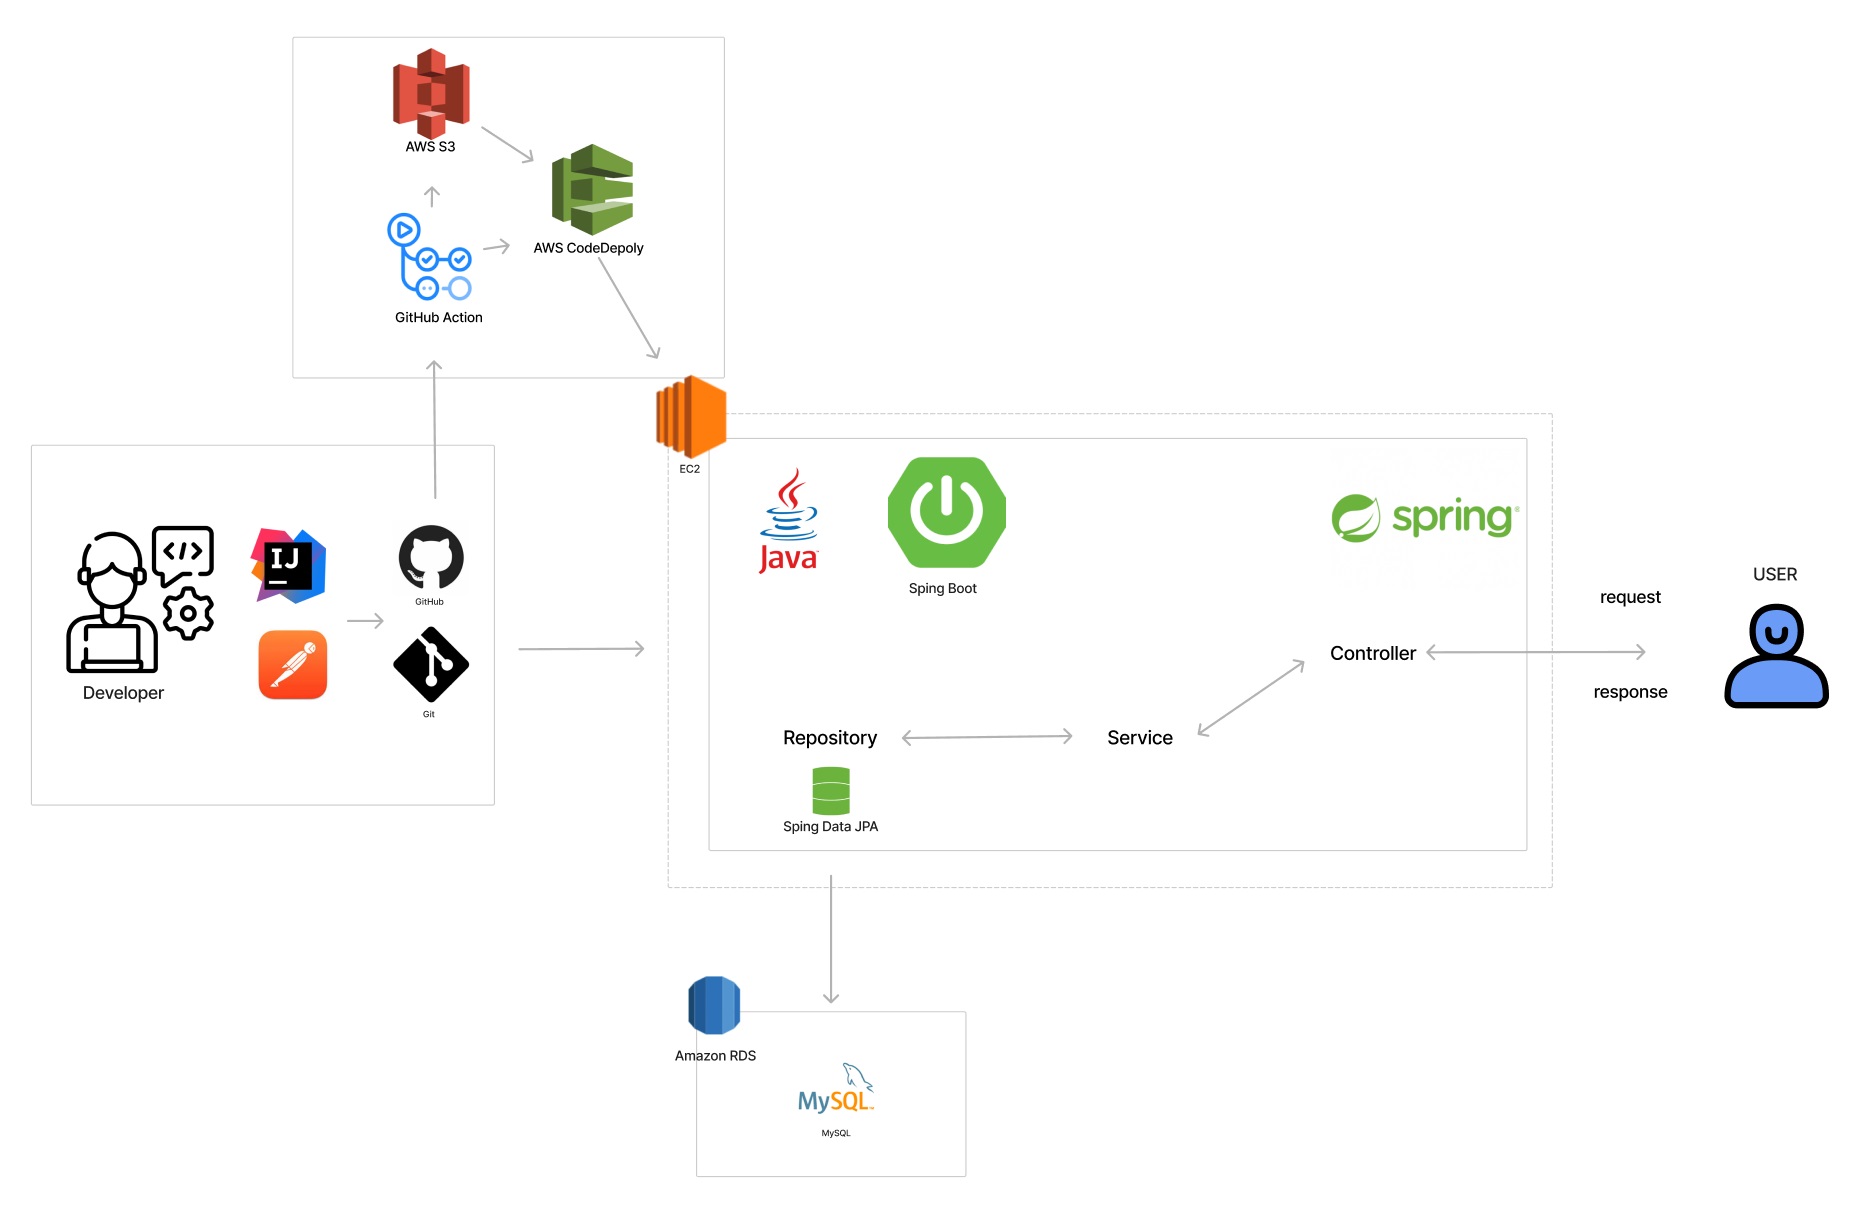 AWS S3
AWS CodeDepoly
GitHub Action
EC2
IJ
</>
GitHub
Git
Developer
Java
Sping Boot
spring
USER
request
Controller
response
Repository
Service
Sping Data JPA
Amazon RDS
MySQL
MySQL